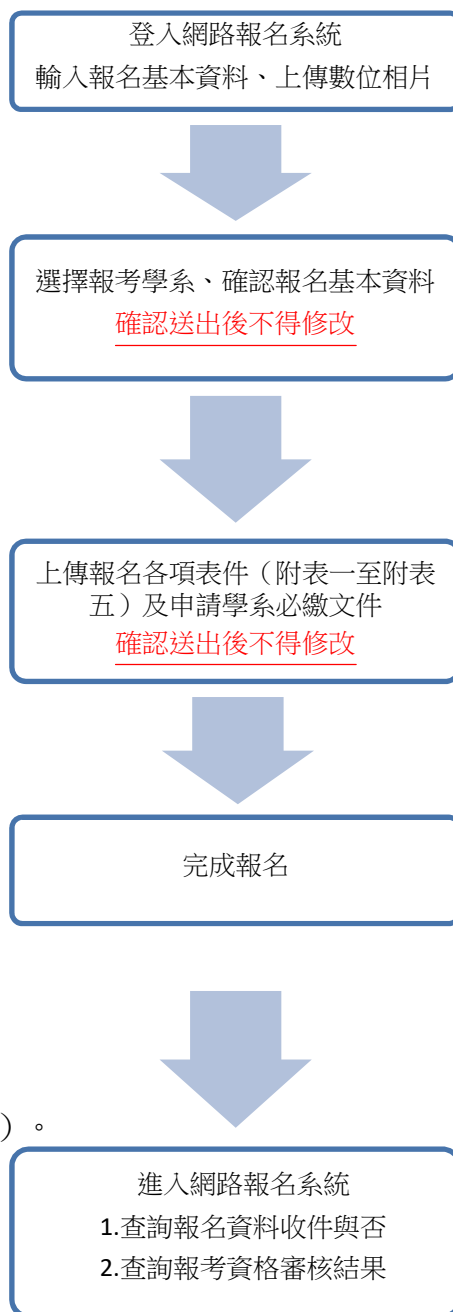 登入網路報名系統
輸入報名基本資料、上傳數位相片
選擇報考學系、確認報名基本資料
確認送出後不得修改
上傳報名各項表件（附表一至附表
五）及申請學系必繳文件
確認送出後不得修改
完成報名
）。
進入網路報名系統
1.查詢報名資料收件與否
2.查詢報考資格審核結果